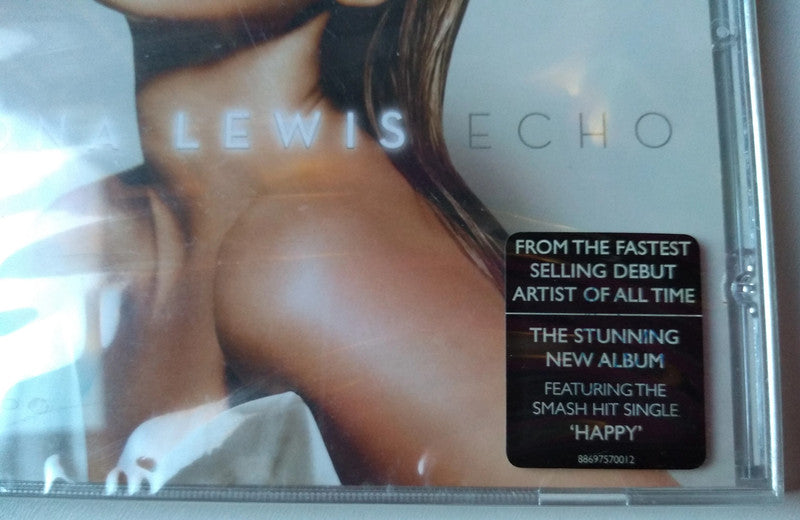 ONA LEWIS ECHO
FROM THE FASTEST
SELLING DEBUT
ARTIST OF ALL TIME
THE STUNNING
NEW ALBUM
FEATURING THE
SMASH HIT SINGLE
'HAPPY'
88697570012